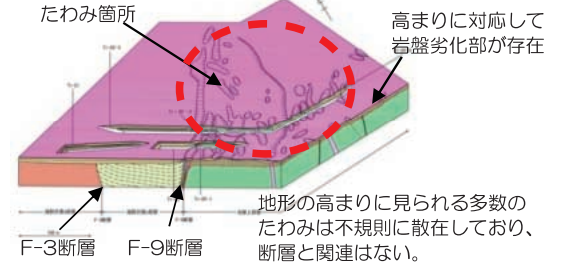 たわみ箇所
高まりに対応して
岩盤劣化部が存在
地形の高まりに見られる多数の
たわみは不規則に散在しており、
断層と関連はない。
F-3断層
F-9断層